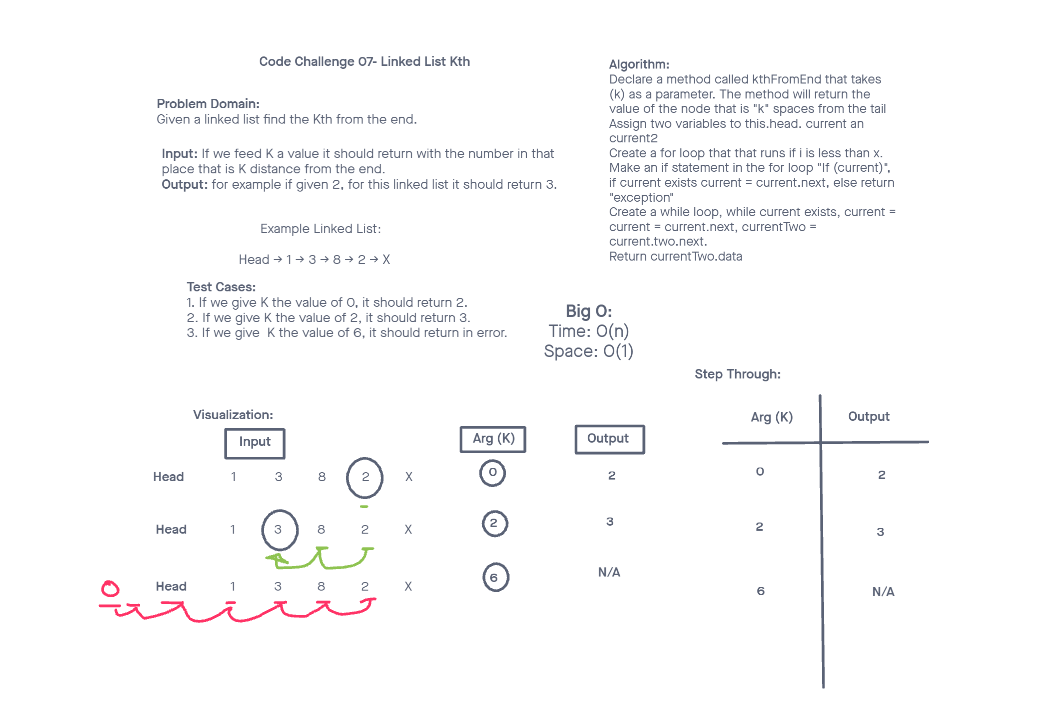 Code Challenge 07- Linked List Kth
Problem Domain:
Given a linked list find the Kth from the end.
Input: If we feed K a value it should return with the number in that
place that is K distance from the end.
Output: for example if given 2, for this linked list it should return 3.
Example Linked List:
Head → 1 → 3 → 8 → 2 → X
Test Cases:
1. If we give K the value of 0, it should return 2.
2. If we give K the value of 2, it should return 3.
3. If we give  K the value of 6, it should return in error.
Algorithm:
Declare a method called kthFromEnd that takes
(k) as a parameter. The method will return the
value of the node that is "k" spaces from the tail
Assign two variables to this.head. current an
current2
Create a for loop that that runs if i is less than x.
Make an if statement in the for loop "If (current)",
if current exists current = current.next, else return
"exception"
Create a while loop, while current exists, current =
current = current.next, currentTwo =
current.two.next.
Return currentTwo.data
Big O:
Time: O(n)
Space: O(1)
Visualization:
Input Arg (K) Output
Head 1 3 8 2 X 0 2
Head 1 3 8 2 X 2 3
0 Head 1 3 8 2 X 6 N/A
Step Through:
Arg (K) Output
0 2
2 3
6 N/A